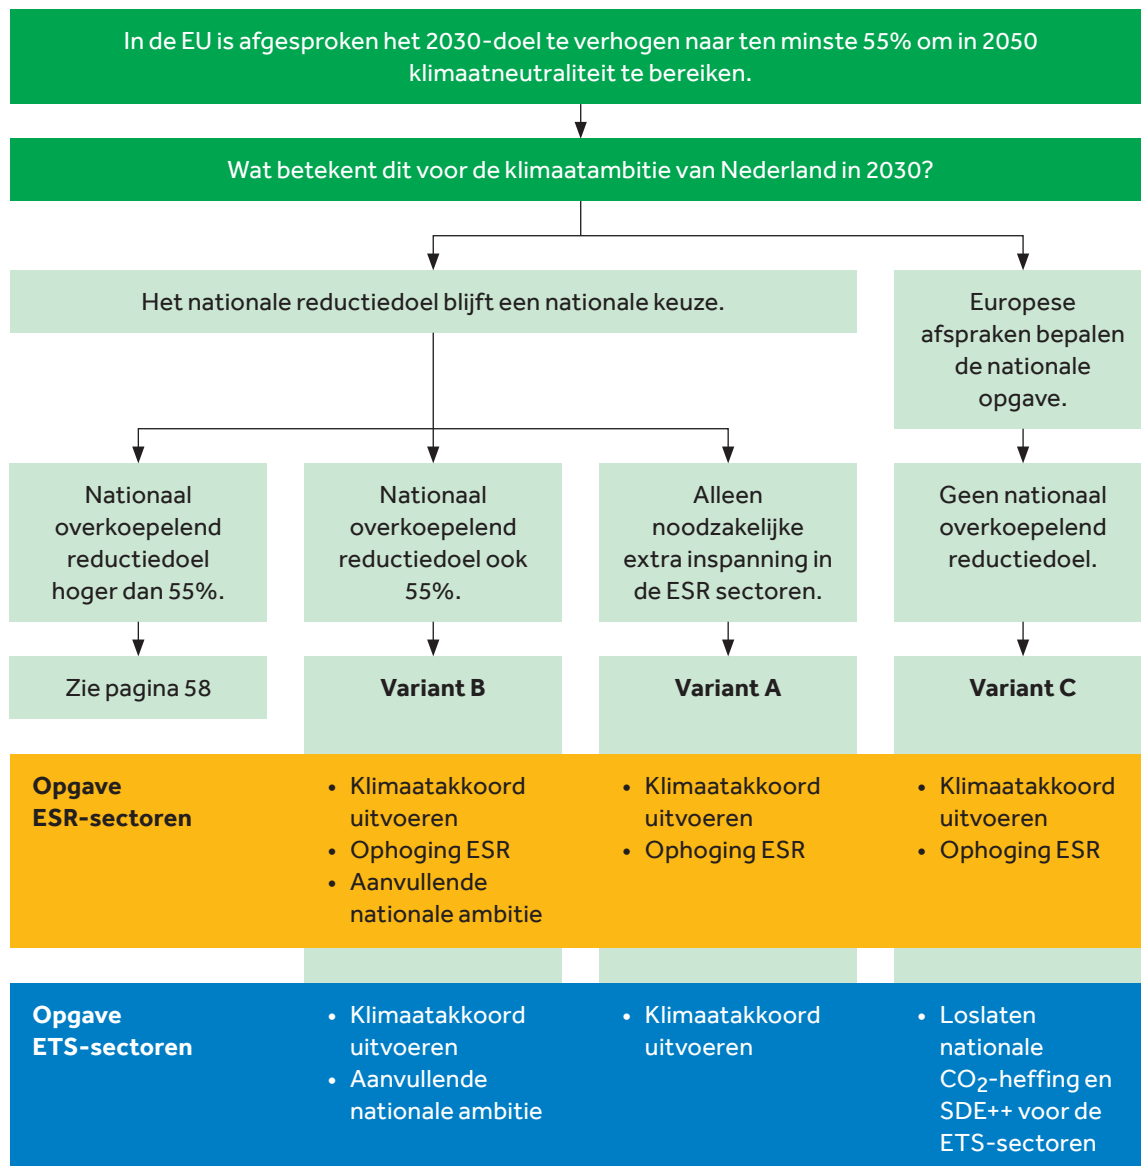 In de EU is afgesproken het 2030-doel te verhogen naar ten minste 55% om in 2050
klimaatneutraliteit te bereiken.
Wat betekent dit voor de klimaatambitie van Nederland in 2030?
Het nationale reductiedoel blijft een nationale keuze.
Europese
afspraken bepalen
de nationale
opgave.
Nationaal
overkoepelend
reductiedoel
hoger dan 55%.
Nationaal
overkoepelend
reductiedoel ook
55%.
Alleen
noodzakelijke
extra inspanning in
de ESR sectoren.
Geen nationaal
overkoepelend
reductiedoel.
Zie pagina 58
Variant B
Variant A
Variant C
Opgave
ESR-sectoren
• Klimaatakkoord
uitvoeren
• Ophoging ESR
• Aanvullende
nationale ambitie
• Klimaatakkoord
uitvoeren
• Ophoging ESR
• Klimaatakkoord
uitvoeren
• Ophoging ESR
Opgave
ETS-sectoren
• Klimaatakkoord
uitvoeren
• Aanvullende
nationale ambitie
• Klimaatakkoord
uitvoeren
• Loslaten
nationale
CO2-heffing en
SDE++ voor de
ETS-sectoren